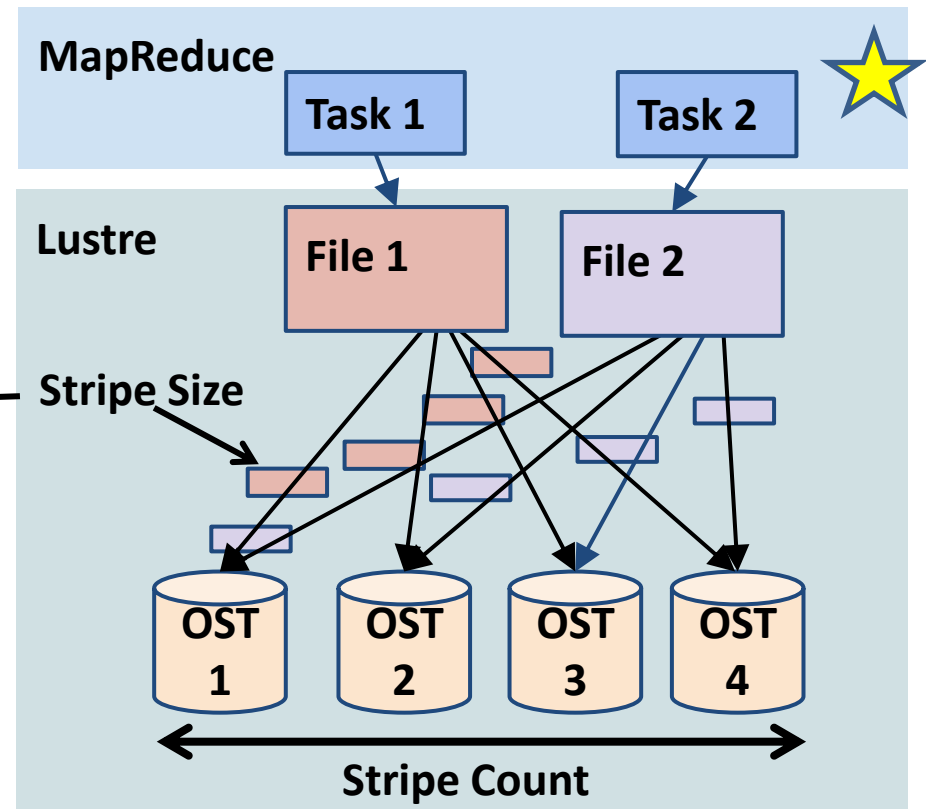 MapReduce
Task 1
Task 2
Lustre
File 1
File 2
Stripe Size
OST
1
OST
2
OST
3
OST
4
Stripe Count